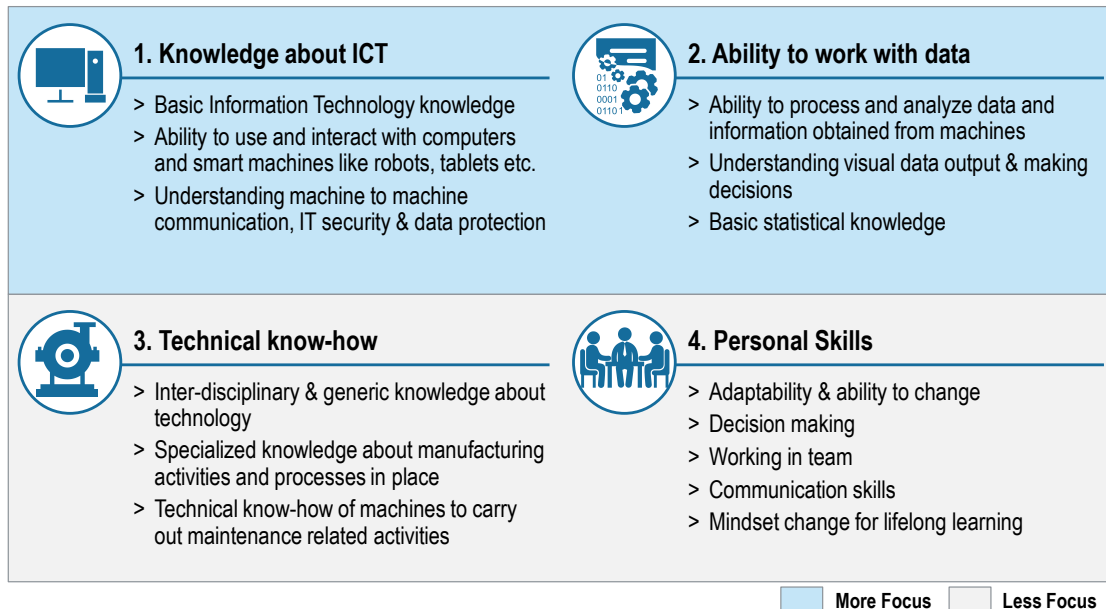 1. Knowledge about ICT
> Basic Information Technology knowledge
> Ability to use and interact with computers
and smart machines like robots, tablets etc.
> Understanding machine to machine
communication, IT security & data protection
2. Ability to work with data
01
0110
0001
01101
> Ability to process and analyze data and
information obtained from machines
> Understanding visual data output & making
decisions
> Basic statistical knowledge
3. Technical know-how
> Inter-disciplinary & generic knowledge about
technology
> Specialized knowledge about manufacturing
activities and processes in place
> Technical know-how of machines to carry
out maintenance related activities
4. Personal Skills
> Adaptability & ability to change
> Decision making
> Working in team
> Communication skills
> Mindset change for lifelong learning
More Focus
Less Focus